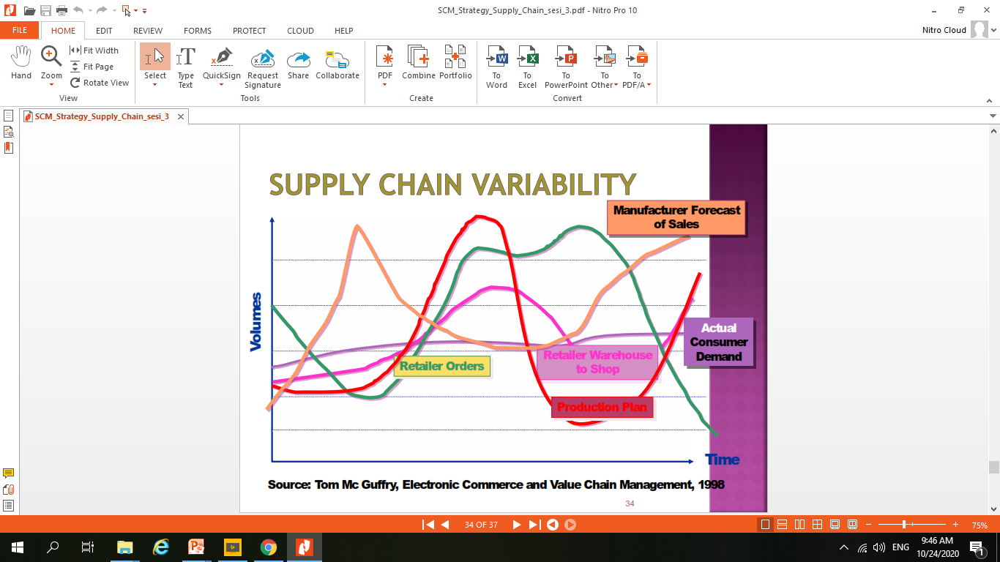 SCM_Strategy_Supply_Chain_sesi_3.pdf - Nitro Pro 10
FILE HOME EDIT REVIEW FORMS PROTECT CLOUD HELP
Nitro Cloud
Hand
Zoom
Fit Width
Fit Page
Rotate View
View
Select
Type Text
QuickSign
Request Signature
Share
Collaborate
Tools
PDF
Combine
Portfolio
Create
To Word
To Excel
To PowerPoint
To Other
To PDF/A
Convert
SCM_Strategy_Supply_Chain_sesi_3
SUPPLY CHAIN VARIABILITY
Manufacturer Forecast
of Sales
Volumes
Actual
Consumer
Demand
Retailer Orders
Retailer Warehouse
to Shop
Production Plan
Time
Source: Tom Mc Guffry, Electronic Commerce and Value Chain Management, 1998
34
34 OF 37
75%
ENG
9:46 AM
10/24/2020
1